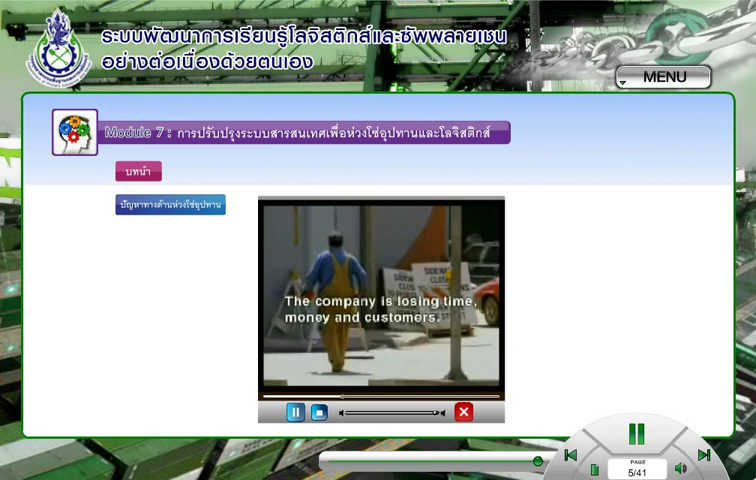 ระบบพัฒนาการเรียนรู้โลจิสติกส์และซัพพลายเชน
อย่างต่อเนื่องด้วยตนเอง
MENU
Module 7 : การปรับปรุงระบบสารสนเทศเพื่อห่วงโซ่อุปทานและโลจิสติกส์
บทนำ
ปัญหาทางด้านห่วงโซ่อุปทาน
The company is losing time,
money and customers.
PAGE
5/41